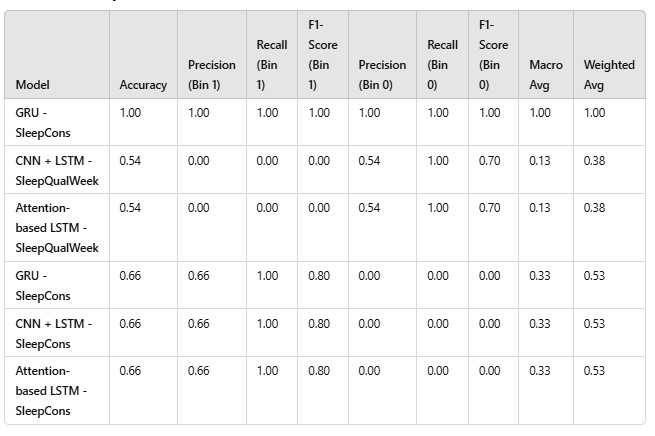 Model Accuracy Precision (Bin 1) Recall (Bin 1) F1-Score (Bin 1) Precision (Bin 0) Recall (Bin 0) F1-Score (Bin 0) Macro Avg Weighted Avg
GRU - SleepCons 1.00 1.00 1.00 1.00 1.00 1.00 1.00 1.00 1.00
CNN + LSTM - SleepQualWeek 0.54 0.00 0.00 0.00 0.54 1.00 0.70 0.13 0.38
Attention-based LSTM - SleepQualWeek 0.54 0.00 0.00 0.00 0.54 1.00 0.70 0.13 0.38
GRU - SleepCons 0.66 0.66 1.00 0.80 0.00 0.00 0.00 0.33 0.53
CNN + LSTM - SleepCons 0.66 0.66 1.00 0.80 0.00 0.00 0.00 0.33 0.53
Attention-based LSTM - SleepCons 0.66 0.66 1.00 0.80 0.00 0.00 0.00 0.33 0.53